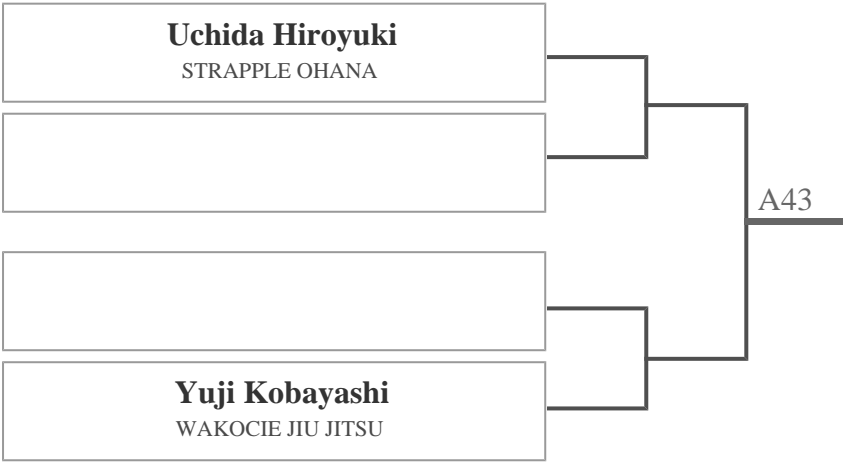 Uchida Hiroyuki
STRAPPLE OHANA
A43
Yuji Kobayashi
WAKOCIE JIU JITSU